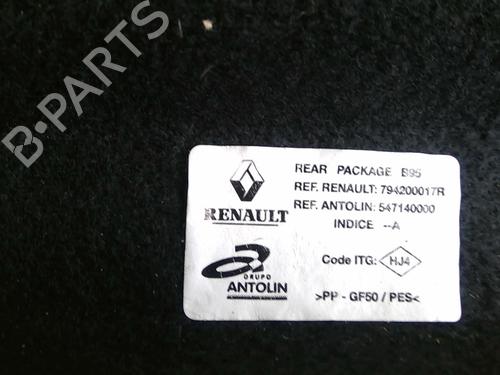 B-PARTS
REAR PACKAGE B95
REF. RENAULT: 794200017R
REF. ANTOLIN: 547140000
INDICE --A
RENAULT
Code ITG: HJ4
GRUPO
ANTOLIN
>PP - GF50 / PES<